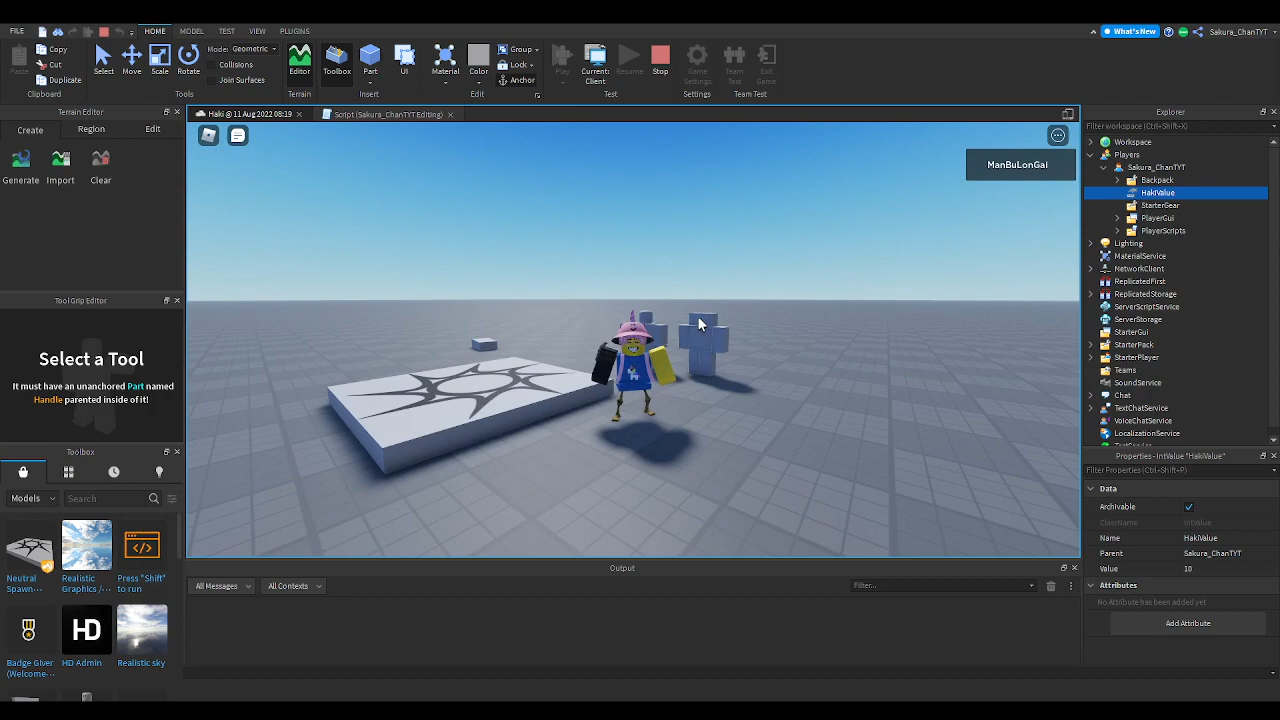 FILE HOME MODEL TEST VIEW PLUGINS What's New Sakura_ChanTYT
Paste Copy Cut Duplicate Clipboard
Select Move Scale Rotate Mode: Geometric Collisions Join Surfaces Tools
Editor Terrain
Toolbox Part UI Insert
Material Color Group Lock Anchor Edit
Play Current: Client Resume Stop Test
Game Settings Settings
Team Test Exit Game Team Test
Terrain Editor
Create Region Edit
Generate Import Clear
Tool Grip Editor
Select a Tool
It must have an unanchored Part named
Handle parented inside of it!
Toolbox
Models Search
Neutral Spawn...
Realistic Graphics /...
Press "Shift" to run
Badge Giver (Welcome...
HD
HD Admin
Realistic sky
Haki @ 11 Aug 2022 08:19 Script (Sakura_ChanTYT Editing)
ManBuLonGai
Output
All Messages All Contexts Filter...
Explorer
Filter workspace (Ctrl+Shift+X)
Workspace
Players
Sakura_ChanTYT
Backpack
HakiValue
StarterGear
PlayerGui
PlayerScripts
Lighting
MaterialService
NetworkClient
ReplicatedFirst
ReplicatedStorage
ServerScriptService
ServerStorage
StarterGui
StarterPack
StarterPlayer
Teams
SoundService
Chat
TextChatService
VoiceChatService
LocalizationService
Properties - IntValue "HakiValue"
Filter Properties (Ctrl+Shift+P)
Data
Archivable
ClassName IntValue
Name HakiValue
Parent Sakura_ChanTYT
Value 10
Attributes
No Attribute has been added yet
Add Attribute